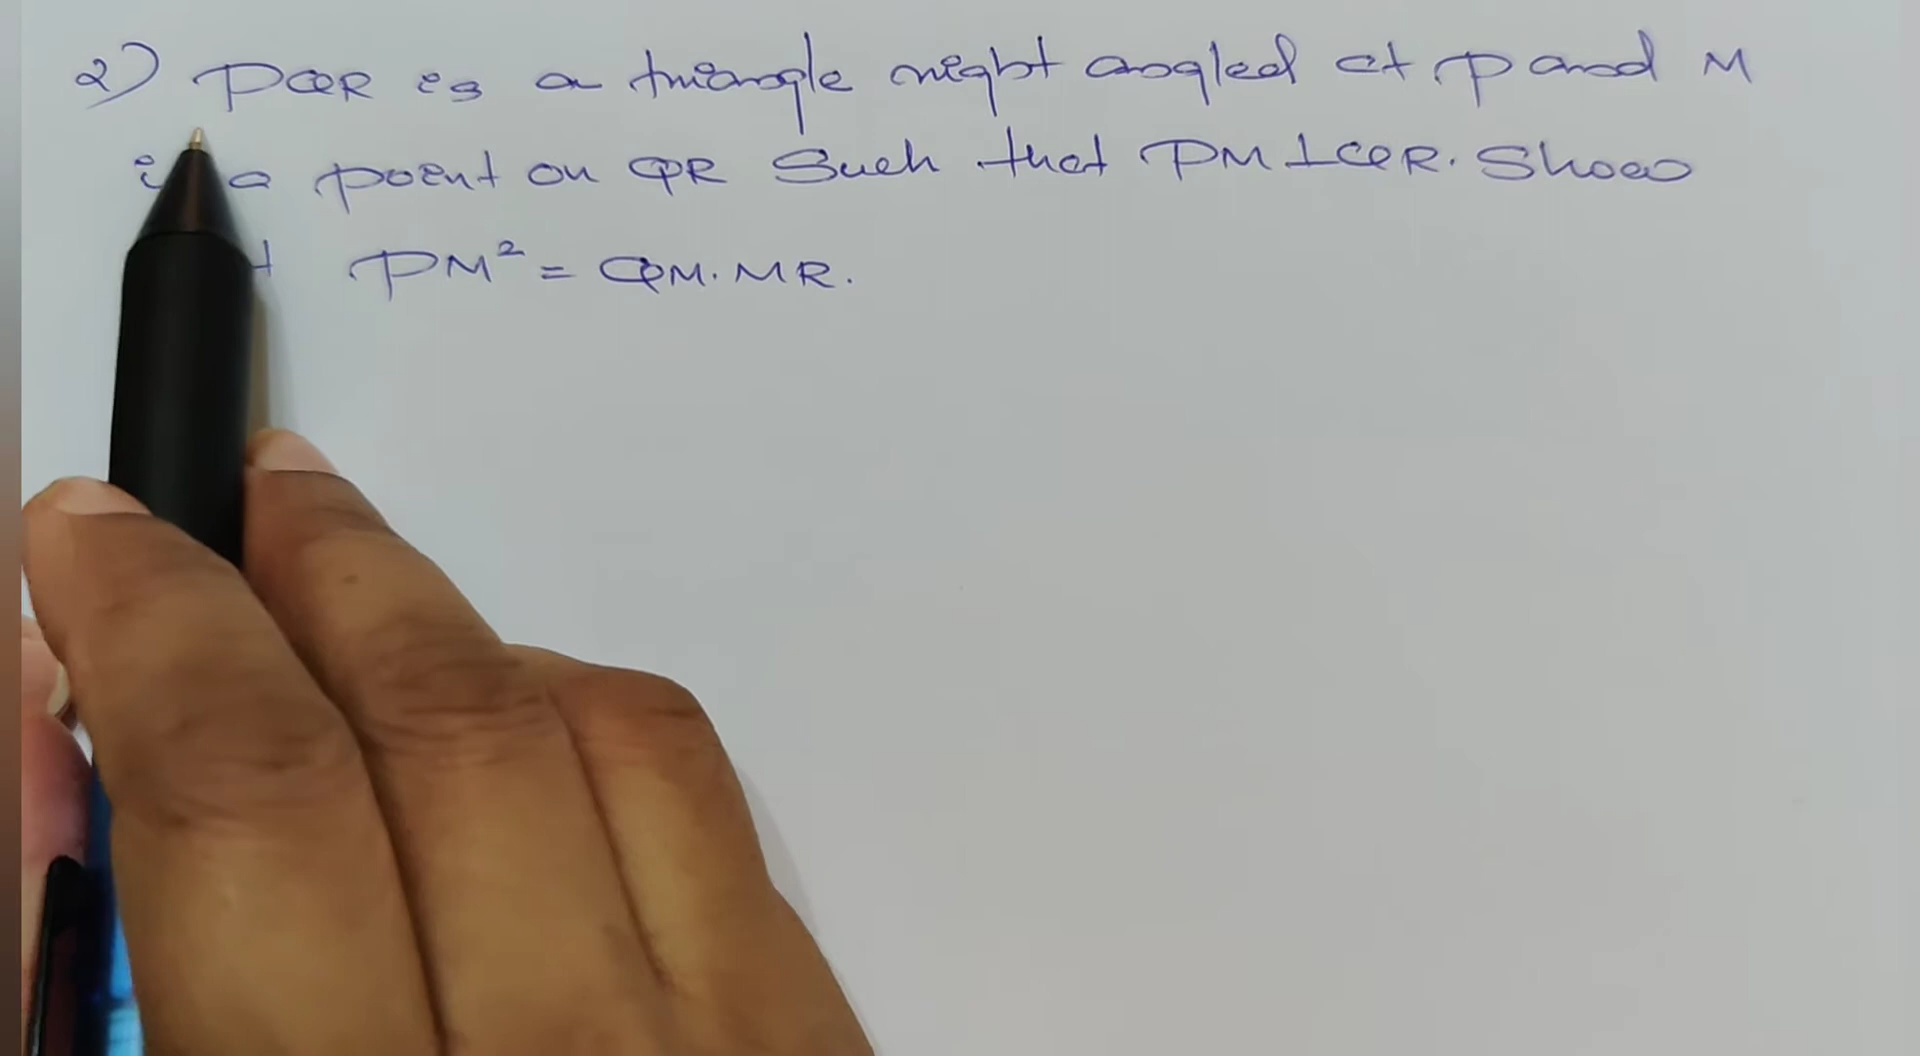 2) PQR is a triangle right angled at P and M
a point on QR Such that PM ⊥ QR. Show
PM² = QM. MR.